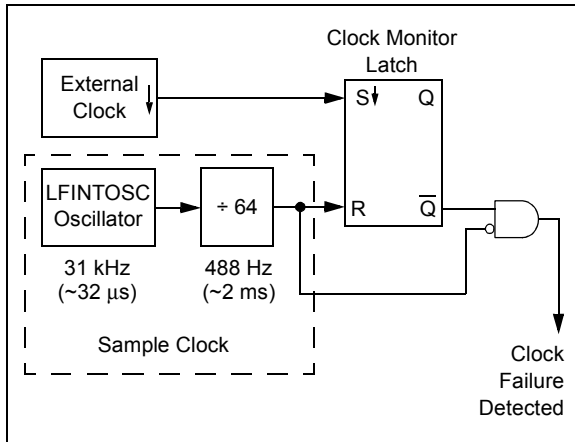 Clock Monitor
Latch
External
Clock
S
Q
LFINTOSC
Oscillator
÷ 64
R
Q
31 kHz
(~32 μs)
488 Hz
(~2 ms)
Sample Clock
Clock
Failure
Detected